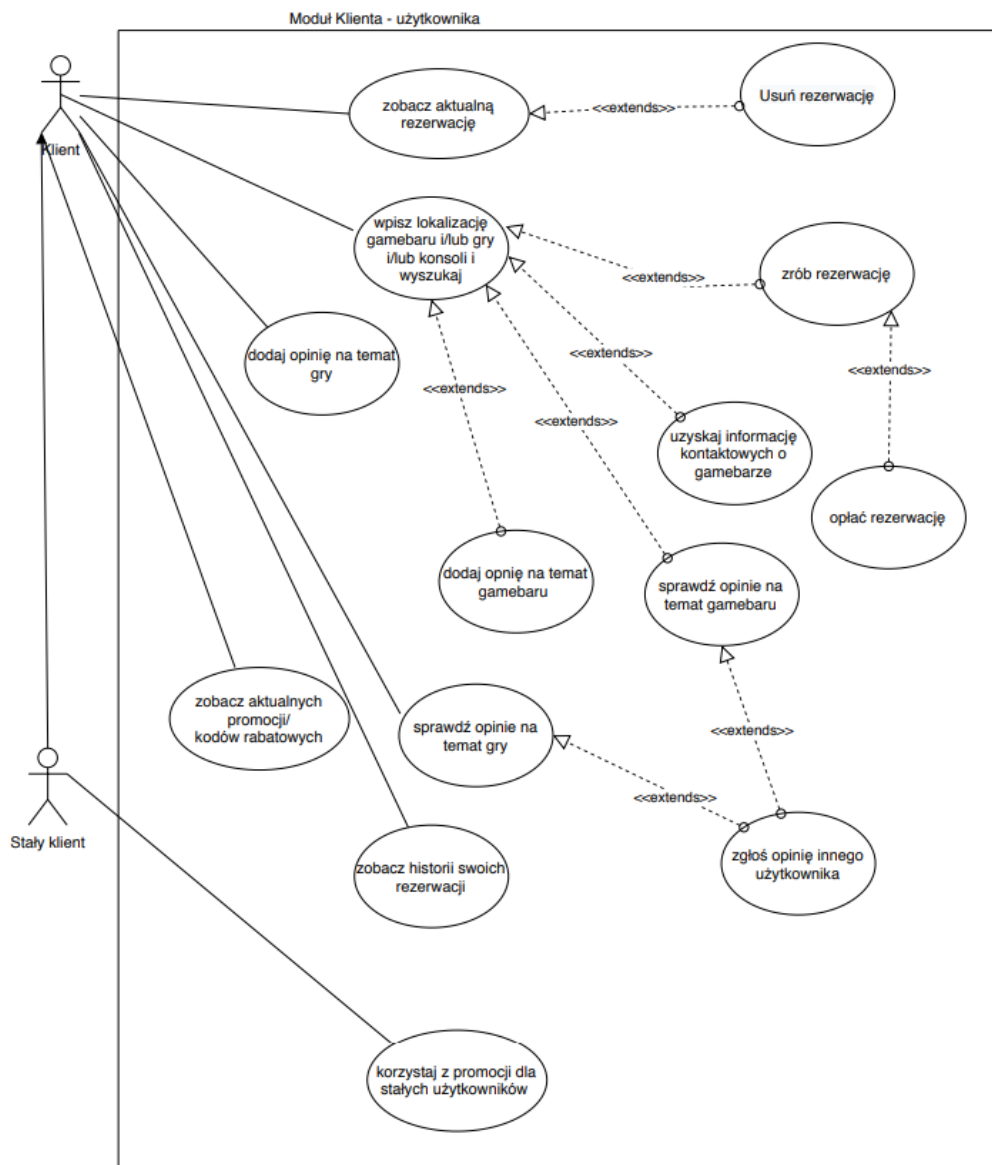 Moduł Klienta - użytkownika
Klient
zobacz aktualną
rezerwację
<<extends>>
Usuń rezerwację
wpisz lokalizację
gamebaru i/lub gry
i/lub konsoli i
wyszukaj
<<extends>>
zrób rezerwację
dodaj opinię na temat
gry
<<extends>>
<<extends>>
<<extends>>
<<extends>>
uzyskaj informację
kontaktowych o
gamebarze
opłać rezerwację
dodaj opnię na temat
gamebaru
sprawdź opinie na
temat gamebaru
zobacz aktualnych
promocji/
kodów rabatowych
sprawdź opinie na
temat gry
<<extends>>
<<extends>>
Stały klient
zobacz historii swoich
rezerwacji
zgłoś opinię innego
użytkownika
korzystaj z promocji dla
stałych użytkowników